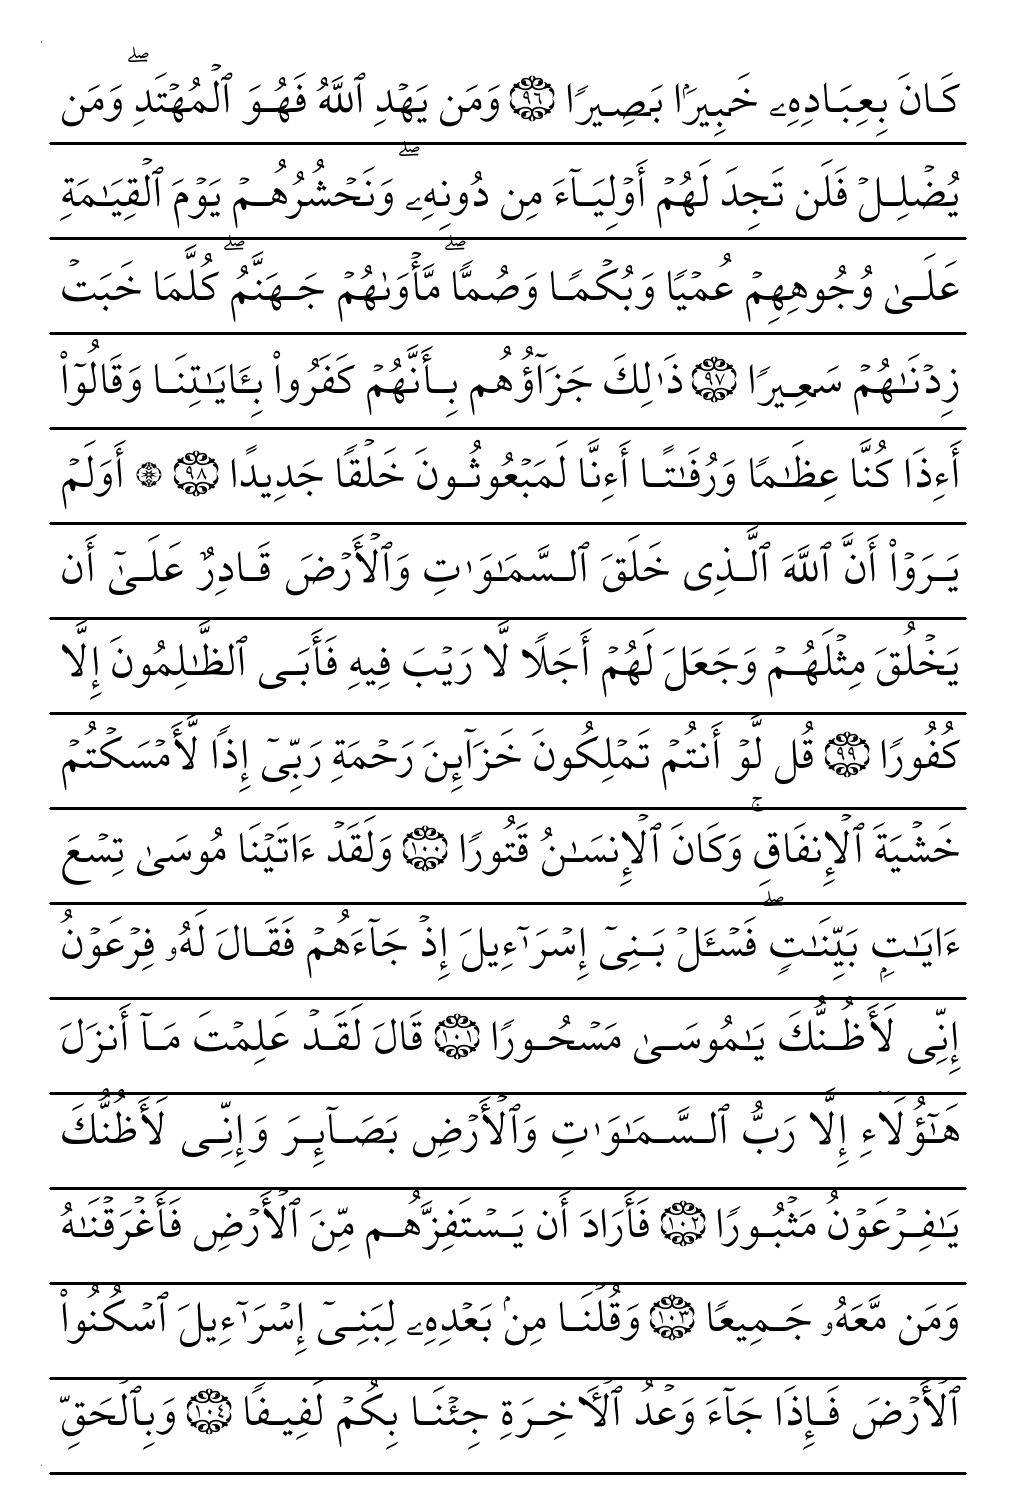 كَانَ بِعِبَادِهِۦ خَبِيرَۢا بَصِيرًا ٩٦ وَمَن يَهۡدِ ٱللَّهُ فَهُوَ ٱلۡمُهۡتَدِۖ وَمَن
يُضۡلِلۡ فَلَن تَجِدَ لَهُمۡ أَوۡلِيَآءَ مِن دُونِهِۦۖ وَنَحۡشُرُهُمۡ يَوۡمَ ٱلۡقِيَٰمَةِ
عَلَىٰ وُجُوهِهِمۡ عُمۡيٗا وَبُكۡمٗا وَصُمّٗاۖ مَّأۡوَىٰهُمۡ جَهَنَّمُۖ كُلَّمَا خَبَتۡ
زِدۡنَٰهُمۡ سَعِيرٗا ٩٧ ذَٰلِكَ جَزَآؤُهُم بِأَنَّهُمۡ كَفَرُواْ بِـَٔايَٰتِنَا وَقَالُوٓاْ
أَءِذَا كُنَّا عِظَٰمٗا وَرُفَٰتًا أَءِنَّا لَمَبۡعُوثُونَ خَلۡقٗا جَدِيدًا ٩٨ ۞ أَوَلَمۡ
يَرَوۡاْ أَنَّ ٱللَّهَ ٱلَّذِى خَلَقَ ٱلسَّمَٰوَٰتِ وَٱلۡأَرۡضَ قَادِرٌ عَلَىٰٓ أَن
يَخۡلُقَ مِثۡلَهُمۡ وَجَعَلَ لَهُمۡ أَجَلٗا لَّا رَيۡبَ فِيهِ فَأَبَى ٱلظَّٰلِمُونَ إِلَّا
كُفُورٗا ٩٩ قُل لَّوۡ أَنتُمۡ تَمۡلِكُونَ خَزَآئِنَ رَحۡمَةِ رَبِّىٓ إِذٗا لَّأَمۡسَكۡتُمۡ
خَشۡيَةَ ٱلۡإِنفَاقِۚ وَكَانَ ٱلۡإِنسَٰنُ قَتُورٗا ١٠٠ وَلَقَدۡ ءَاتَيۡنَا مُوسَىٰ تِسۡعَ
ءَايَٰتِۭ بَيِّنَٰتٖۖ فَسۡـَٔلۡ بَنِىٓ إِسۡرَٰٓءِيلَ إِذۡ جَآءَهُمۡ فَقَالَ لَهُۥ فِرۡعَوۡنُ
إِنِّى لَأَظُنُّكَ يَٰمُوسَىٰ مَسۡحُورٗا ١٠١ قَالَ لَقَدۡ عَلِمۡتَ مَآ أَنزَلَ
هَٰٓؤُلَآءِ إِلَّا رَبُّ ٱلسَّمَٰوَٰتِ وَٱلۡأَرۡضِ بَصَآئِرَ وَإِنِّى لَأَظُنُّكَ
يَٰفِرۡعَوۡنُ مَثۡبُورٗا ١٠٢ فَأَرَادَ أَن يَسۡتَفِزَّهُم مِّنَ ٱلۡأَرۡضِ فَأَغۡرَقۡنَٰهُ
وَمَن مَّعَهُۥ جَمِيعٗا ١٠٣ وَقُلۡنَا مِنۢ بَعۡدِهِۦ لِبَنِىٓ إِسۡرَٰٓءِيلَ ٱسۡكُنُواْ
ٱلۡأَرۡضَ فَإِذَا جَآءَ وَعۡدُ ٱلۡأٓخِرَةِ جِئۡنَا بِكُمۡ لَفِيفٗا ١٠٤ وَبِٱلۡحَقِّ